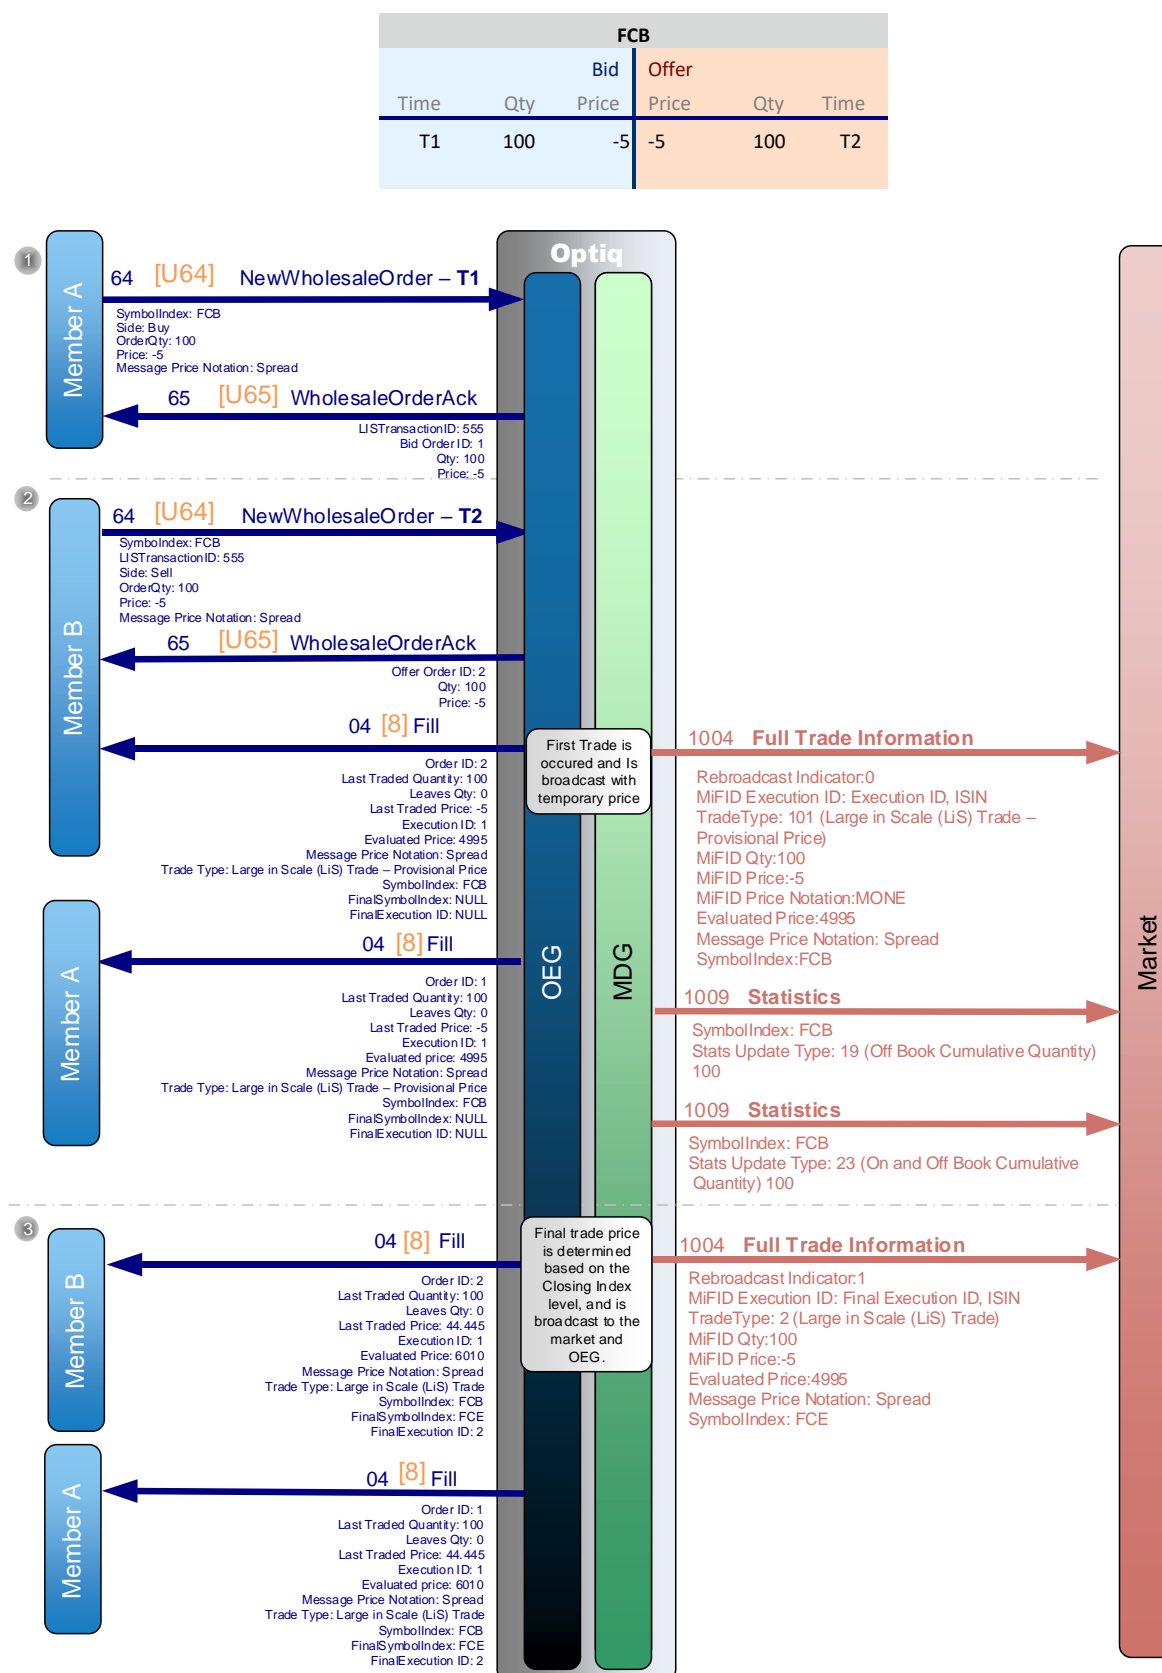 FCB
Bid Offer
Time Qty Price Price Qty Time
T1 100 -5 -5 100 T2
Optiq
1
Member A
64 [U64] NewWholesaleOrder – T1
SymbolIndex: FCB
Side: Buy
OrderQty: 100
Price: -5
Message Price Notation: Spread
65 [U65] WholesaleOrderAck
LISTransactionID: 555
Bid Order ID: 1
Qty: 100
Price: -5
2
Member B
64 [U64] NewWholesaleOrder – T2
SymbolIndex: FCB
LISTransactionID: 555
Side: Sell
OrderQty: 100
Price: -5
Message Price Notation: Spread
65 [U65] WholesaleOrderAck
Offer Order ID: 2
Qty: 100
Price: -5
04 [8] Fill
Order ID: 2
Last Traded Quantity: 100
Leaves Qty: 0
Last Traded Price: -5
Execution ID: 1
Evaluated Price: 4995
Message Price Notation: Spread
Trade Type: Large in Scale (LiS) Trade – Provisional Price
SymbolIndex: FCB
FinalSymbolIndex: NULL
FinalExecution ID: NULL
First Trade is
occured and Is
broadcast with
temporary price
1004 Full Trade Information
Rebroadcast Indicator:0
MiFID Execution ID: Execution ID, ISIN
TradeType: 101 (Large in Scale (LiS) Trade –
Provisional Price)
MiFID Qty:100
MiFID Price:-5
MiFID Price Notation:MONE
Evaluated Price:4995
Message Price Notation: Spread
SymbolIndex:FCB
Member A
04 [8] Fill
Order ID: 1
Last Traded Quantity: 100
Leaves Qty: 0
Last Traded Price: -5
Execution ID: 1
Evaluated price: 4995
Message Price Notation: Spread
Trade Type: Large in Scale (LiS) Trade – Provisional Price
SymbolIndex: FCB
FinalSymbolIndex: NULL
FinalExecution ID: NULL
OEG
MDG
Market
1009 Statistics
SymbolIndex: FCB
Stats Update Type: 19 (Off Book Cumulative Quantity)
100
1009 Statistics
SymbolIndex: FCB
Stats Update Type: 23 (On and Off Book Cumulative
Quantity) 100
3
Member B
04 [8] Fill
Order ID: 2
Last Traded Quantity: 100
Leaves Qty: 0
Last Traded Price: 44.445
Execution ID: 1
Evaluated Price: 6010
Message Price Notation: Spread
Trade Type: Large in Scale (LiS) Trade
SymbolIndex: FCB
FinalSymbolIndex: FCE
FinalExecution ID: 2
Final trade price
is determined
based on the
Closing Index
level, and is
broadcast to the
market and
OEG.
1004 Full Trade Information
Rebroadcast Indicator:1
MiFID Execution ID: Final Execution ID, ISIN
TradeType: 2 (Large in Scale (LiS) Trade)
MiFID Qty:100
MiFID Price:-5
Evaluated Price:4995
Message Price Notation: Spread
SymbolIndex: FCE
Member A
04 [8] Fill
Order ID: 1
Last Traded Quantity: 100
Leaves Qty: 0
Last Traded Price: 44.445
Execution ID: 1
Evaluated price: 6010
Message Price Notation: Spread
Trade Type: Large in Scale (LiS) Trade
SymbolIndex: FCB
FinalSymbolIndex: FCE
FinalExecution ID: 2